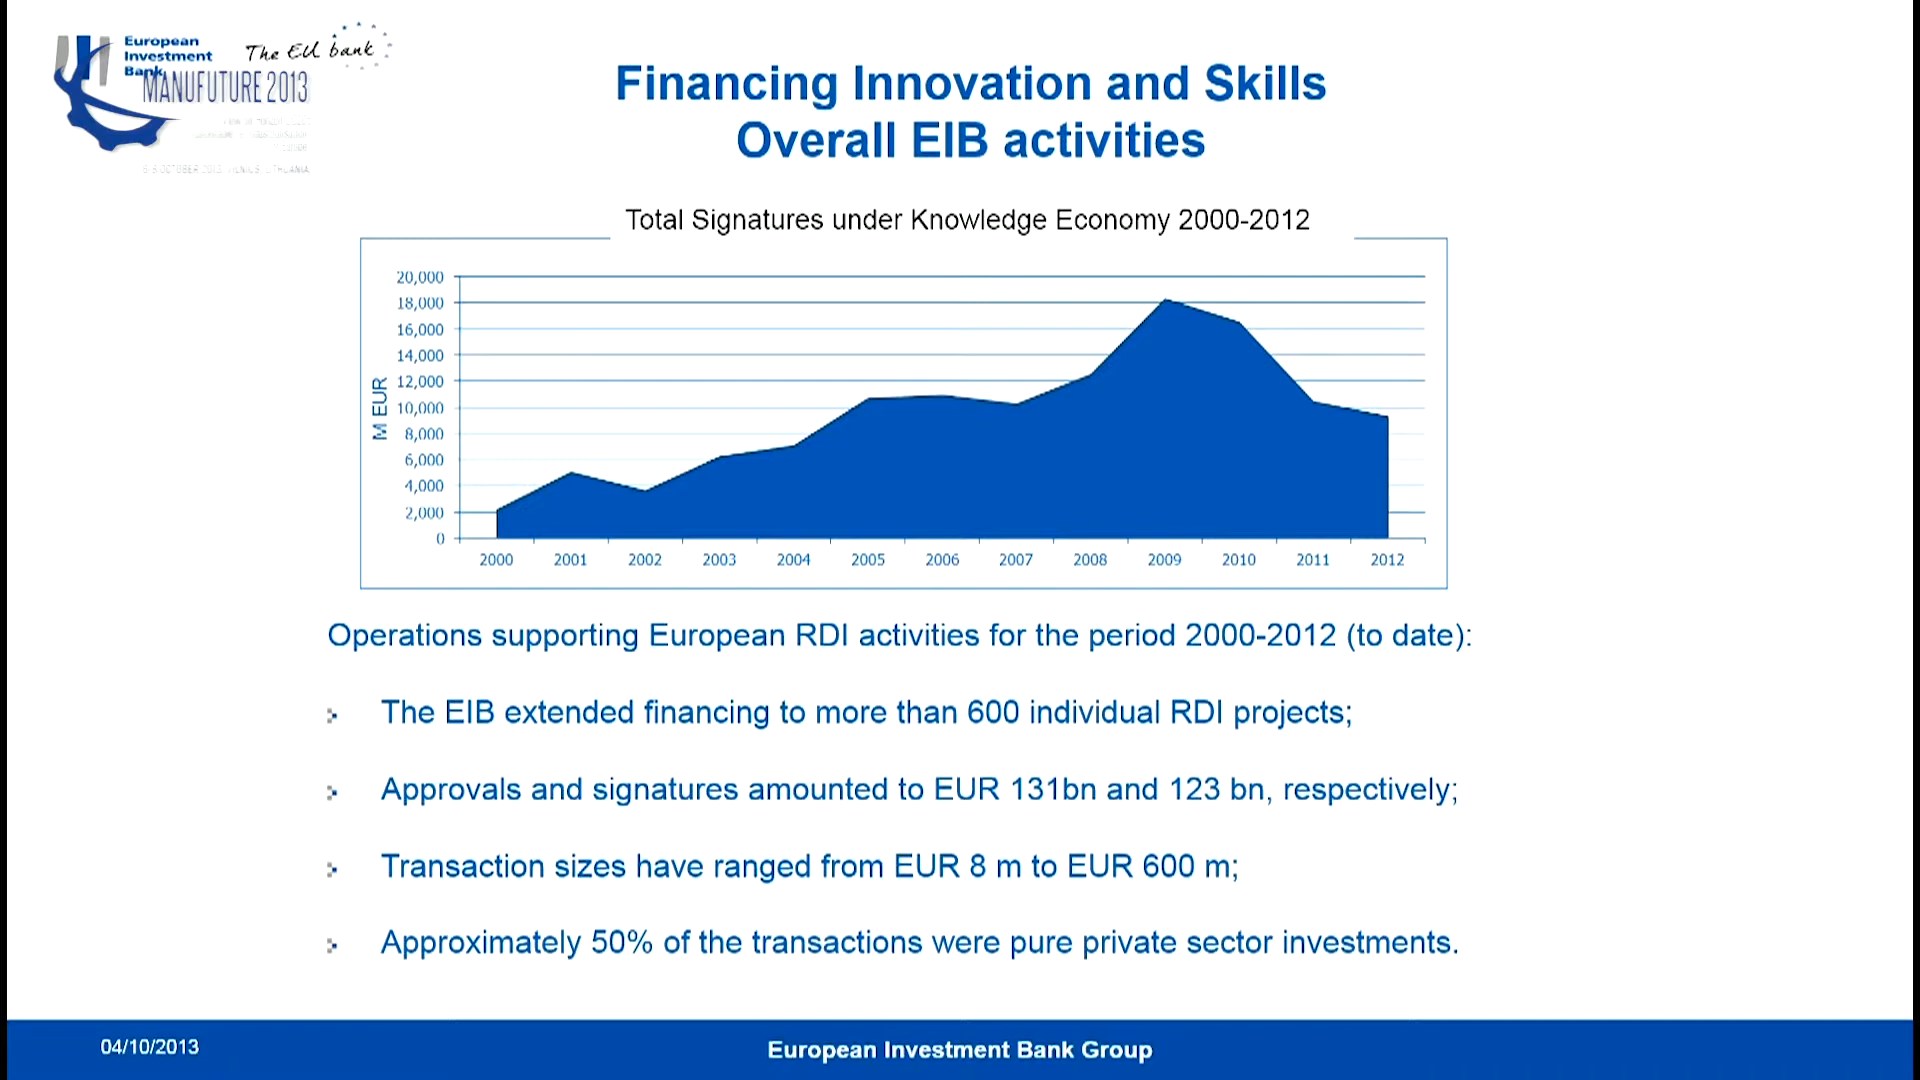 European
Investment
Bank
The EU bank
MANUFUTURE 2013
Financing Innovation and Skills
Overall EIB activities
Total Signatures under Knowledge Economy 2000-2012
M EUR
20,000
18,000
16,000
14,000
12,000
10,000
8,000
6,000
4,000
2,000
0
2000 2001 2002 2003 2004 2005 2006 2007 2008 2009 2010 2011 2012
Operations supporting European RDI activities for the period 2000-2012 (to date):
The EIB extended financing to more than 600 individual RDI projects;
Approvals and signatures amounted to EUR 131bn and 123 bn, respectively;
Transaction sizes have ranged from EUR 8 m to EUR 600 m;
Approximately 50% of the transactions were pure private sector investments.
04/10/2013
European Investment Bank Group